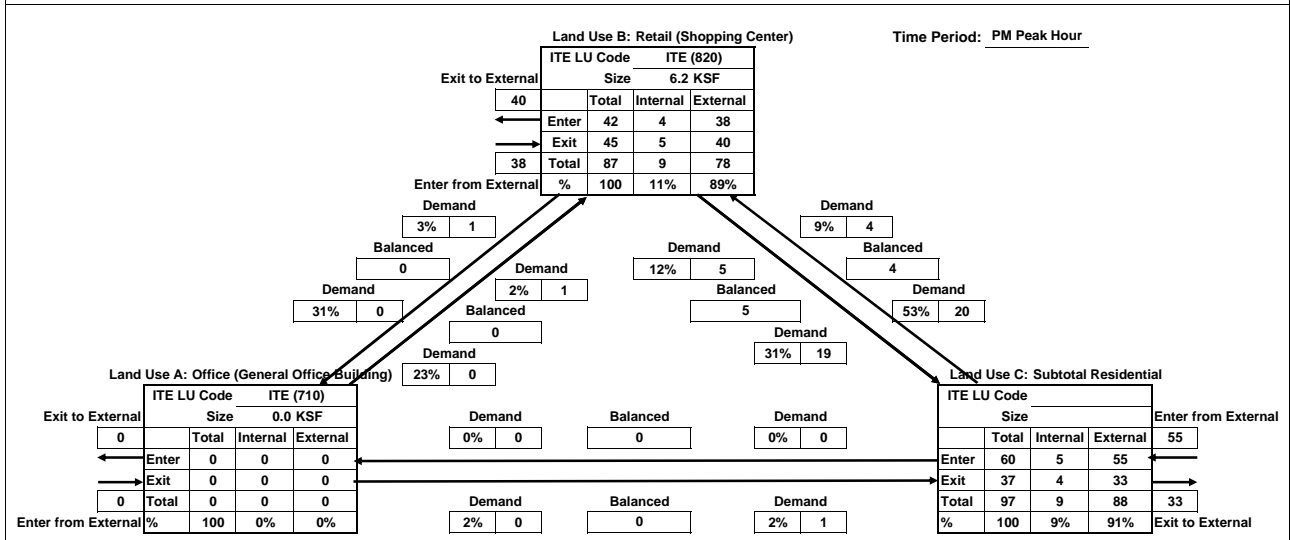 Land Use B: Retail (Shopping Center)
Time Period: PM Peak Hour
ITE LU Code ITE (820)
Exit to External Size 6.2 KSF
40 Total Internal External
Enter 42 4 38
Exit 45 5 40
38 Total 87 9 78
Enter from External % 100 11% 89%
Demand Demand
3% 1 9% 4
Balanced Demand Balanced
0 12% 5 4
Demand
2% 1
Demand Balanced Demand
31% 0 5 53% 20
Balanced
0
Demand Demand
23% 0 31% 19
Land Use A: Office (General Office Building)
Land Use C: Subtotal Residential
ITE LU Code ITE (710) ITE LU Code
Exit to External Size 0.0 KSF Demand Balanced Demand Size Enter from External
0 Total Internal External 0% 0 0 0% 0 Total Internal External 55
Enter 0 0 0 Enter 60 5 55
Exit 0 0 0 Exit 37 4 33
0 Total 0 0 0 Demand Balanced Demand Total 97 9 88 33
Enter from External % 100 0% 0% 2% 0 0 2% 1 % 100 9% 91% Exit to External